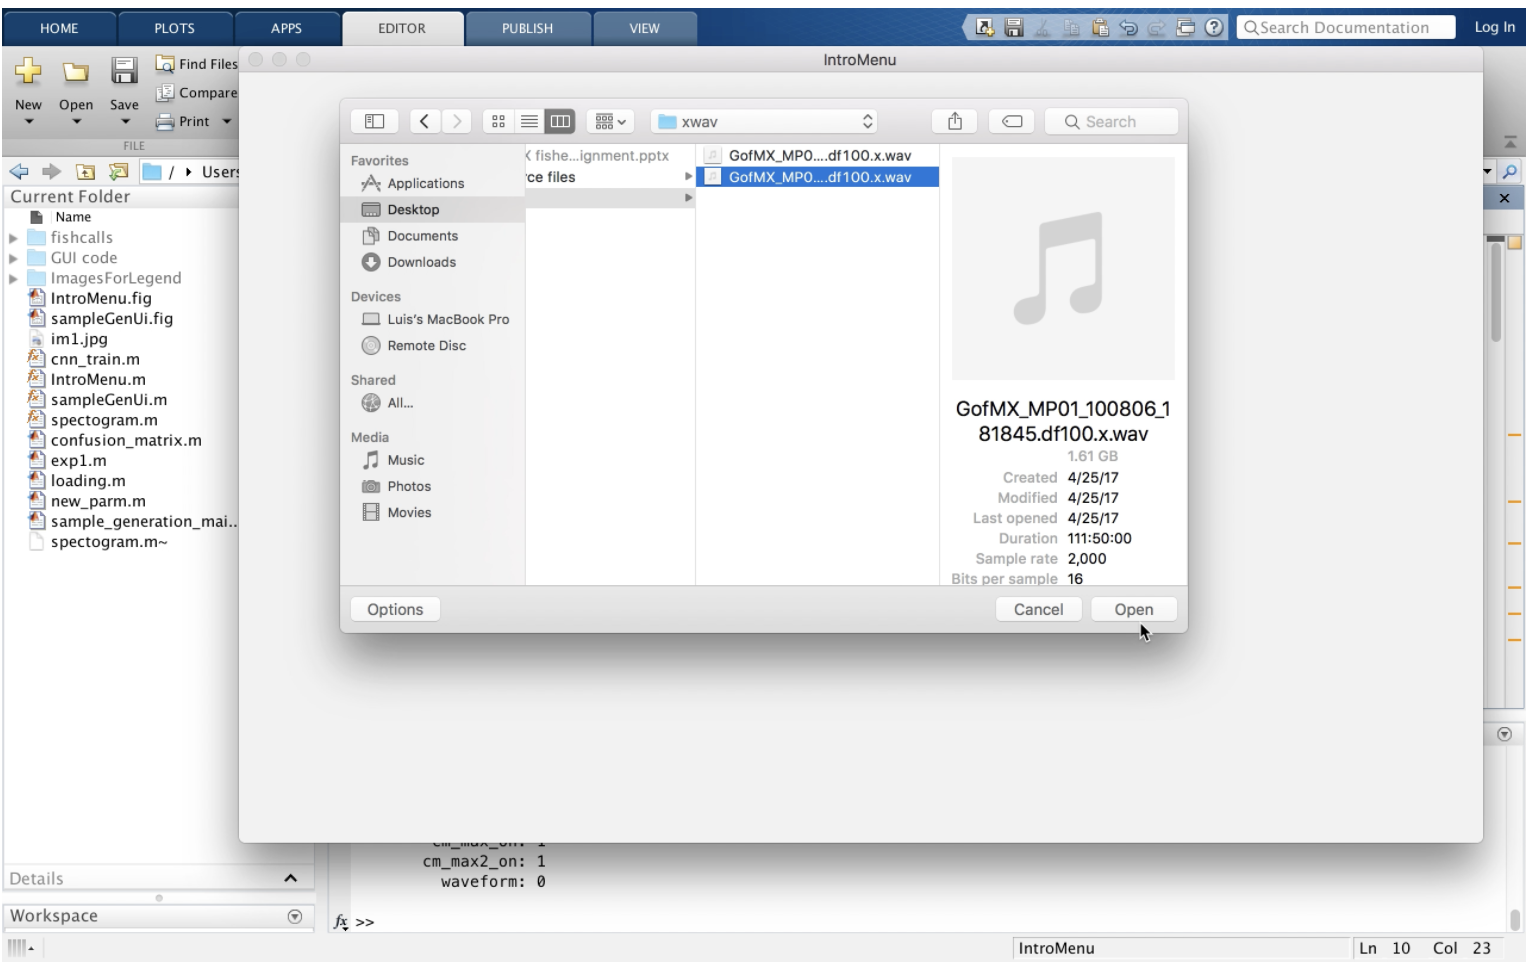 HOME PLOTS APPS EDITOR PUBLISH VIEW Search Documentation Log In
New Open Save Find Files
Compare
Print
FILE
IntroMenu
xwav Search
/ Users
Current Folder
Name
fishcalls
GUI code
ImagesForLegend
IntroMenu.fig
sampleGenUi.fig
im1.jpg
cnn_train.m
IntroMenu.m
sampleGenUi.m
spectogram.m
confusion_matrix.m
exp1.m
loading.m
new_parm.m
sample_generation_mai...
spectogram.m~
Favorites
Applications
Desktop
Documents
Downloads
Devices
Luis's MacBook Pro
Remote Disc
Shared
All...
Media
Music
Photos
Movies
fishe...ignment.pptx
ce files
GofMX_MP0....df100.x.wav
GofMX_MP0....df100.x.wav
GofMX_MP01_100806_1
81845.df100.x.wav
1.61 GB
Created 4/25/17
Modified 4/25/17
Last opened 4/25/17
Duration 111:50:00
Sample rate 2,000
Bits per sample 16
Options Cancel Open
cm_max_on: 1
cm_max2_on: 1
waveform: 0
fx >>
Details
Workspace
IntroMenu Ln 10 Col 23